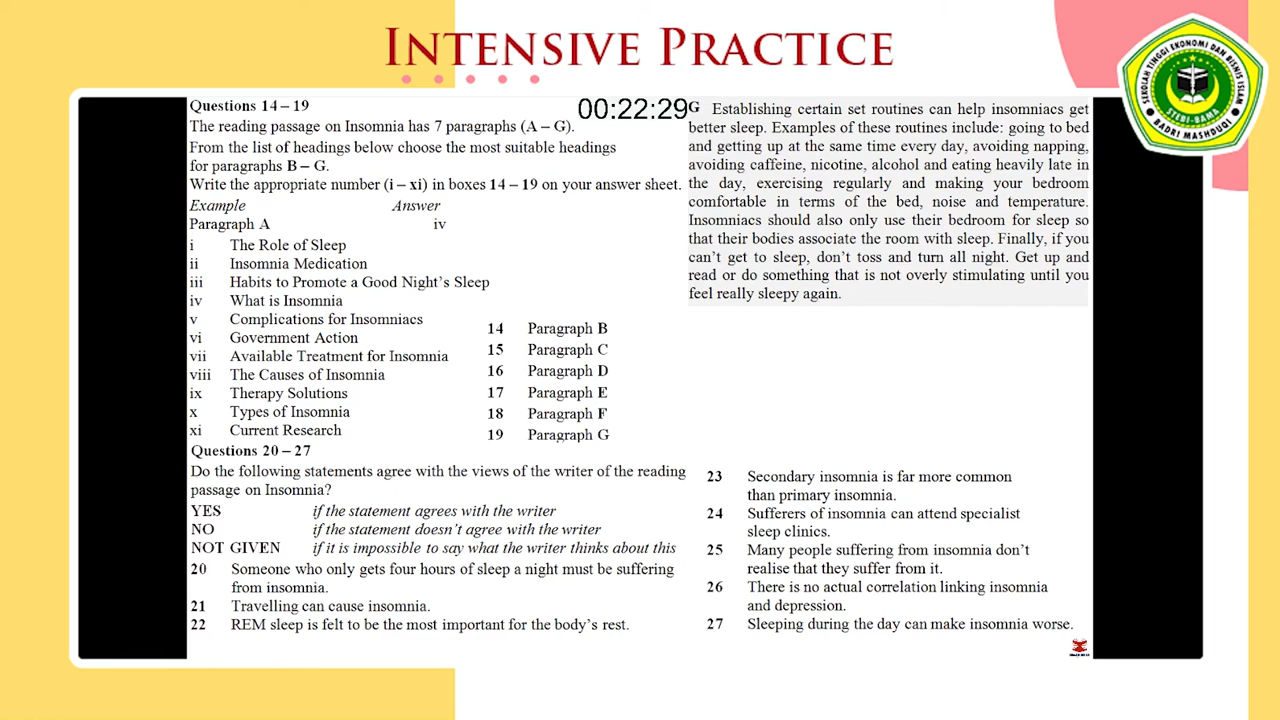 INTENSIVE PRACTICE
SEKOLAH TINGGI EKONOMI DAN BISNIS ISLAM
STEBI-BAMA
BADRI MASHDUQI
00:22:29
Questions 14 – 19
The reading passage on Insomnia has 7 paragraphs (A – G).
From the list of headings below choose the most suitable headings
for paragraphs B – G.
Write the appropriate number (i – xi) in boxes 14 – 19 on your answer sheet.
Example Answer
Paragraph A iv
i The Role of Sleep
ii Insomnia Medication
iii Habits to Promote a Good Night's Sleep
iv What is Insomnia
v Complications for Insomniacs
vi Government Action
vii Available Treatment for Insomnia
viii The Causes of Insomnia
ix Therapy Solutions
x Types of Insomnia
xi Current Research
14 Paragraph B
15 Paragraph C
16 Paragraph D
17 Paragraph E
18 Paragraph F
19 Paragraph G
G Establishing certain set routines can help insomniacs get
better sleep. Examples of these routines include: going to bed
and getting up at the same time every day, avoiding napping,
avoiding caffeine, nicotine, alcohol and eating heavily late in
the day, exercising regularly and making your bedroom
comfortable in terms of the bed, noise and temperature.
Insomniacs should also only use their bedroom for sleep so
that their bodies associate the room with sleep. Finally, if you
can't get to sleep, don't toss and turn all night. Get up and
read or do something that is not overly stimulating until you
feel really sleepy again.
Questions 20 – 27
Do the following statements agree with the views of the writer of the reading
passage on Insomnia?
YES if the statement agrees with the writer
NO if the statement doesn't agree with the writer
NOT GIVEN if it is impossible to say what the writer thinks about this
20 Someone who only gets four hours of sleep a night must be suffering
from insomnia.
21 Travelling can cause insomnia.
22 REM sleep is felt to be the most important for the body's rest.
23 Secondary insomnia is far more common
than primary insomnia.
24 Sufferers of insomnia can attend specialist
sleep clinics.
25 Many people suffering from insomnia don't
realise that they suffer from it.
26 There is no actual correlation linking insomnia
and depression.
27 Sleeping during the day can make insomnia worse.